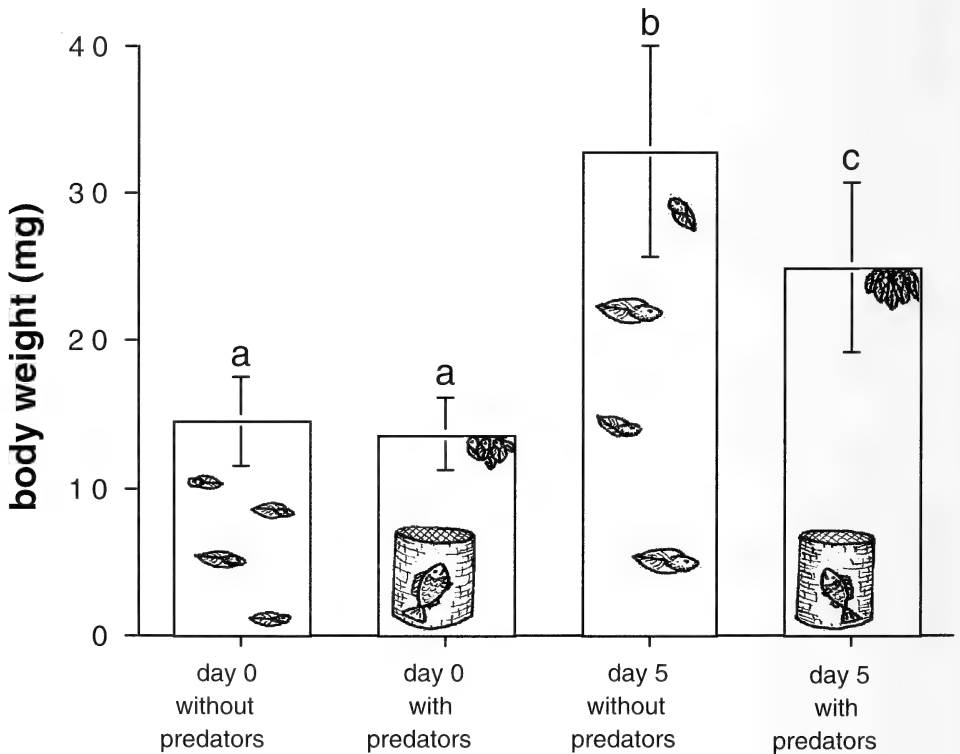 body weight (mg)
40
30
20
10
0
a
a
b
c
day 0
without
predators
day 0
with
predators
day 5
without
predators
day 5
with
predators